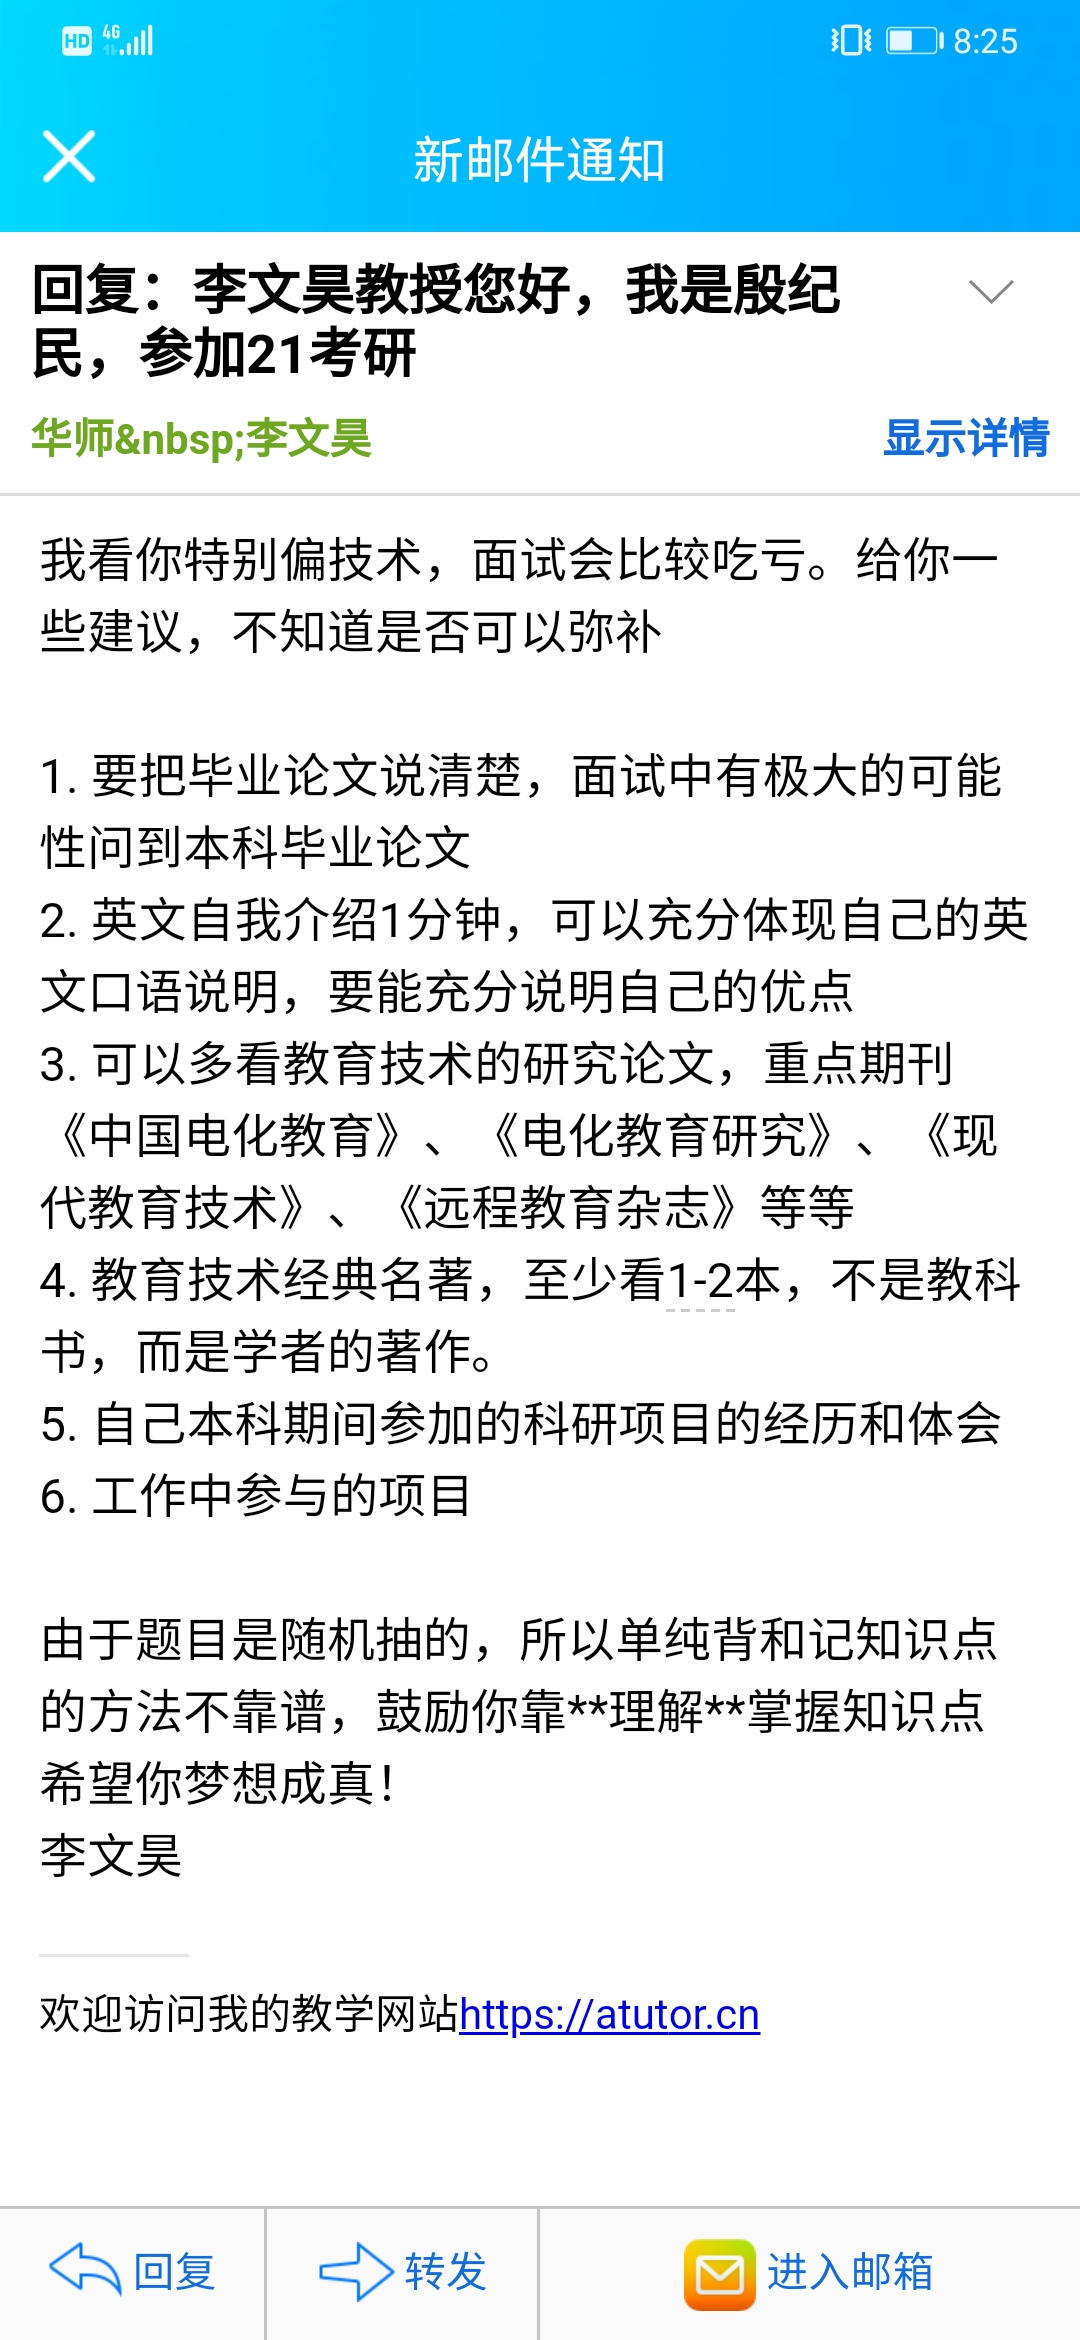 HD 4G 8:25
新邮件通知
回复：李文昊教授您好，我是殷纪
民，参加21考研
华师&nbsp;李文昊 显示详情
我看你特别偏技术，面试会比较吃亏。给你一
些建议，不知道是否可以弥补
1. 要把毕业论文说清楚，面试中有极大的可能
性问到本科毕业论文
2. 英文自我介绍1分钟，可以充分体现自己的英
文口语说明，要能充分说明自己的优点
3. 可以多看教育技术的研究论文，重点期刊
《中国电化教育》、《电化教育研究》、《现
代教育技术》、《远程教育杂志》等等
4. 教育技术经典名著，至少看1-2本，不是教科
书，而是学者的著作。
5. 自己本科期间参加的科研项目的经历和体会
6. 工作中参与的项目
由于题目是随机抽的，所以单纯背和记知识点
的方法不靠谱，鼓励你靠**理解**掌握知识点
希望你梦想成真！
李文昊
欢迎访问我的教学网站https://atutor.cn
回复 转发 进入邮箱